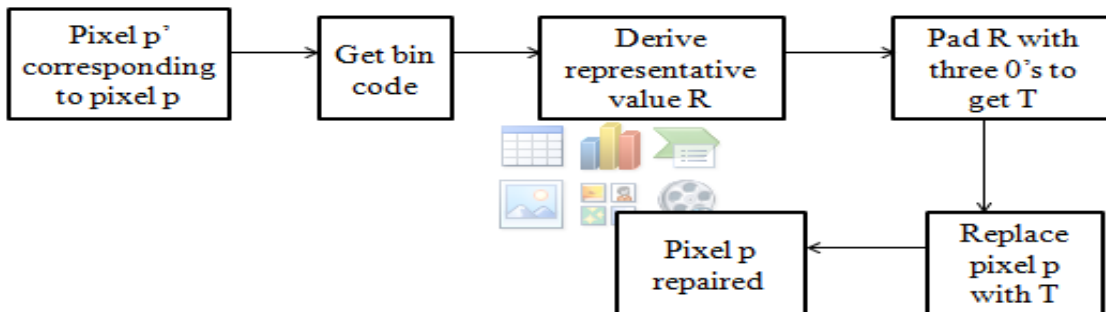 Pixel p'
corresponding
to pixel p
Get bin
code
Derive
representative
value R
Pad R with
three 0's to
get T
Replace
pixel p
with T
Pixel p
repaired